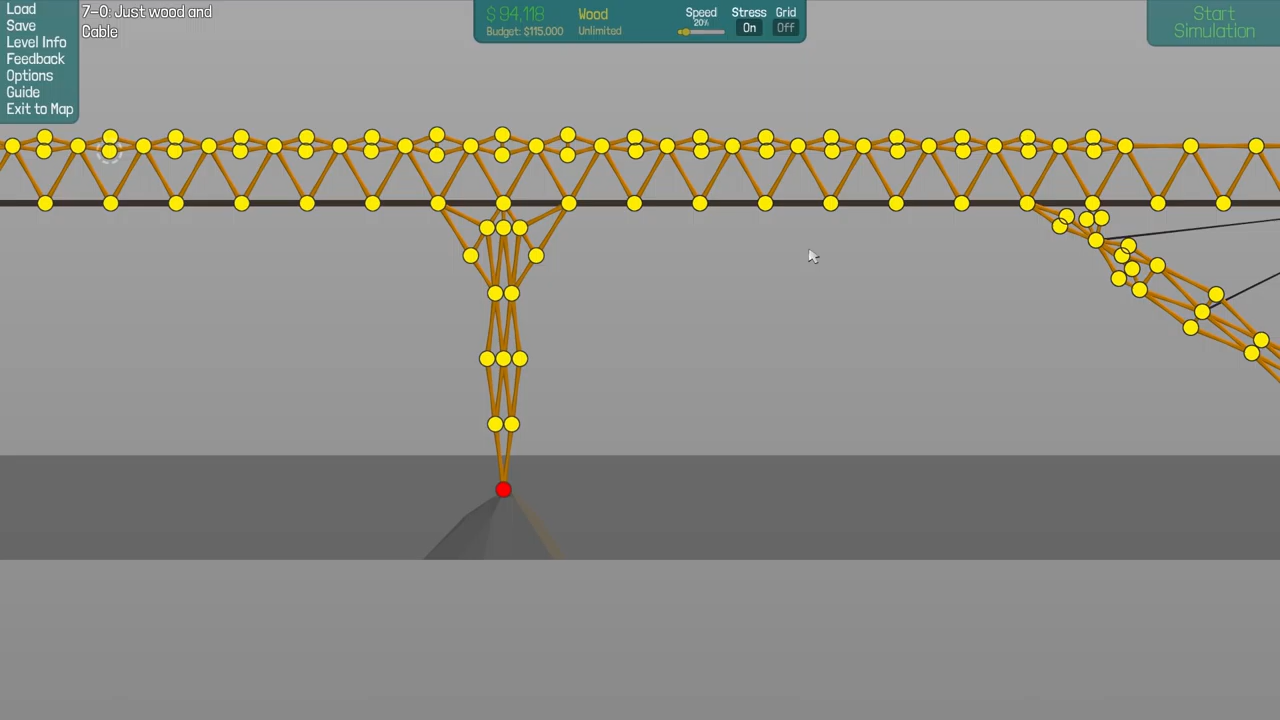 Load
Save
Level Info
Feedback
Options
Guide
Exit to Map
7-0: Just wood and
Cable
$ 94,118
Budget: $115,000
Wood
Unlimited
Speed
20%
Stress
On
Grid
Off
Start
Simulation